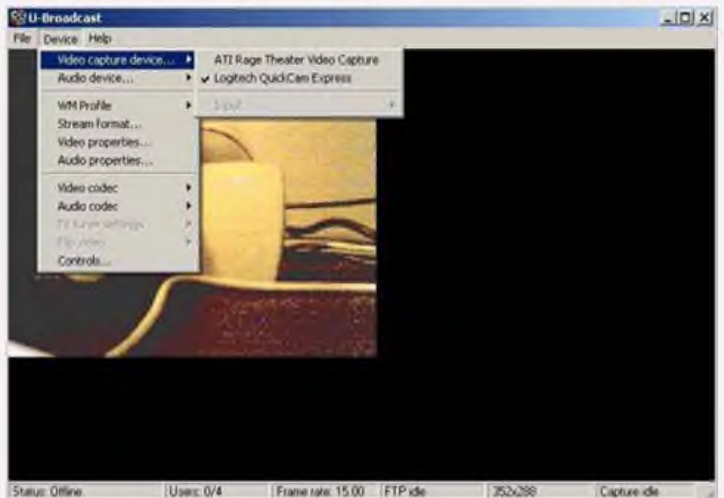 U-Broadcast
File Device Help
Video capture device...
Audio device...
WM Profile
Stream format...
Video properties...
Audio properties...
Video codec
Audio codec
TV tuner settings
Flip video
Controls...
ATI Rage Theater Video Capture
Logitech QuickCam Express
Input
Status: Offline Users: 0/4 Frame rate: 15.00 FTP idle 352x288 Capture idle